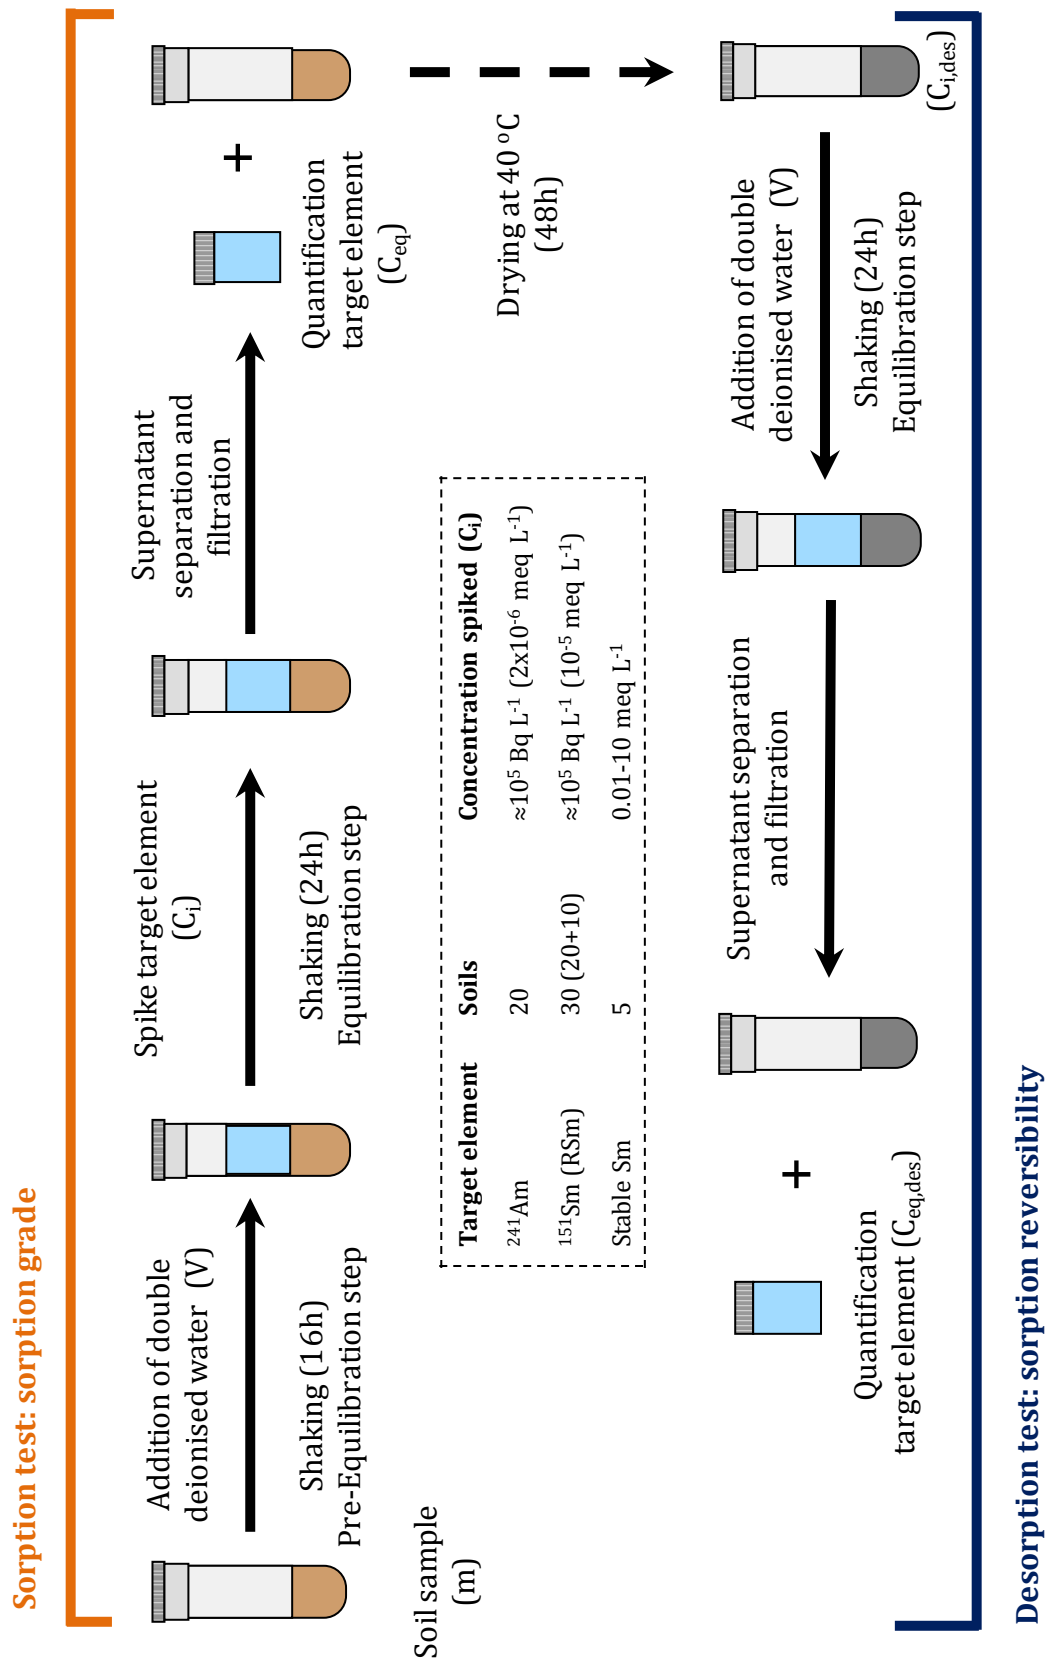 Sorption test: sorption grade
Soil sample
(m)
Addition of double
deionised water (V)
Shaking (16h)
Pre-Equilibration step
Spike target element
(Cᵢ)
Shaking (24h)
Equilibration step
Supernatant
separation and
filtration
+
Quantification
target element
(C_eq)
Drying at 40 ºC
(48h)
Target element Soils Concentration spiked (Cᵢ)
²⁴¹Am 20 ≈10⁵ Bq L⁻¹ (2x10⁻⁶ meq L⁻¹)
¹⁵¹Sm (RSm) 30 (20+10) ≈10⁵ Bq L⁻¹ (10⁻⁵ meq L⁻¹)
Stable Sm 5 0.01-10 meq L⁻¹
(C_i,des)
Addition of double
deionised water (V)
Shaking (24h)
Equilibration step
Supernatant separation
and filtration
+
Quantification
target element (C_eq,des)
Desorption test: sorption reversibility